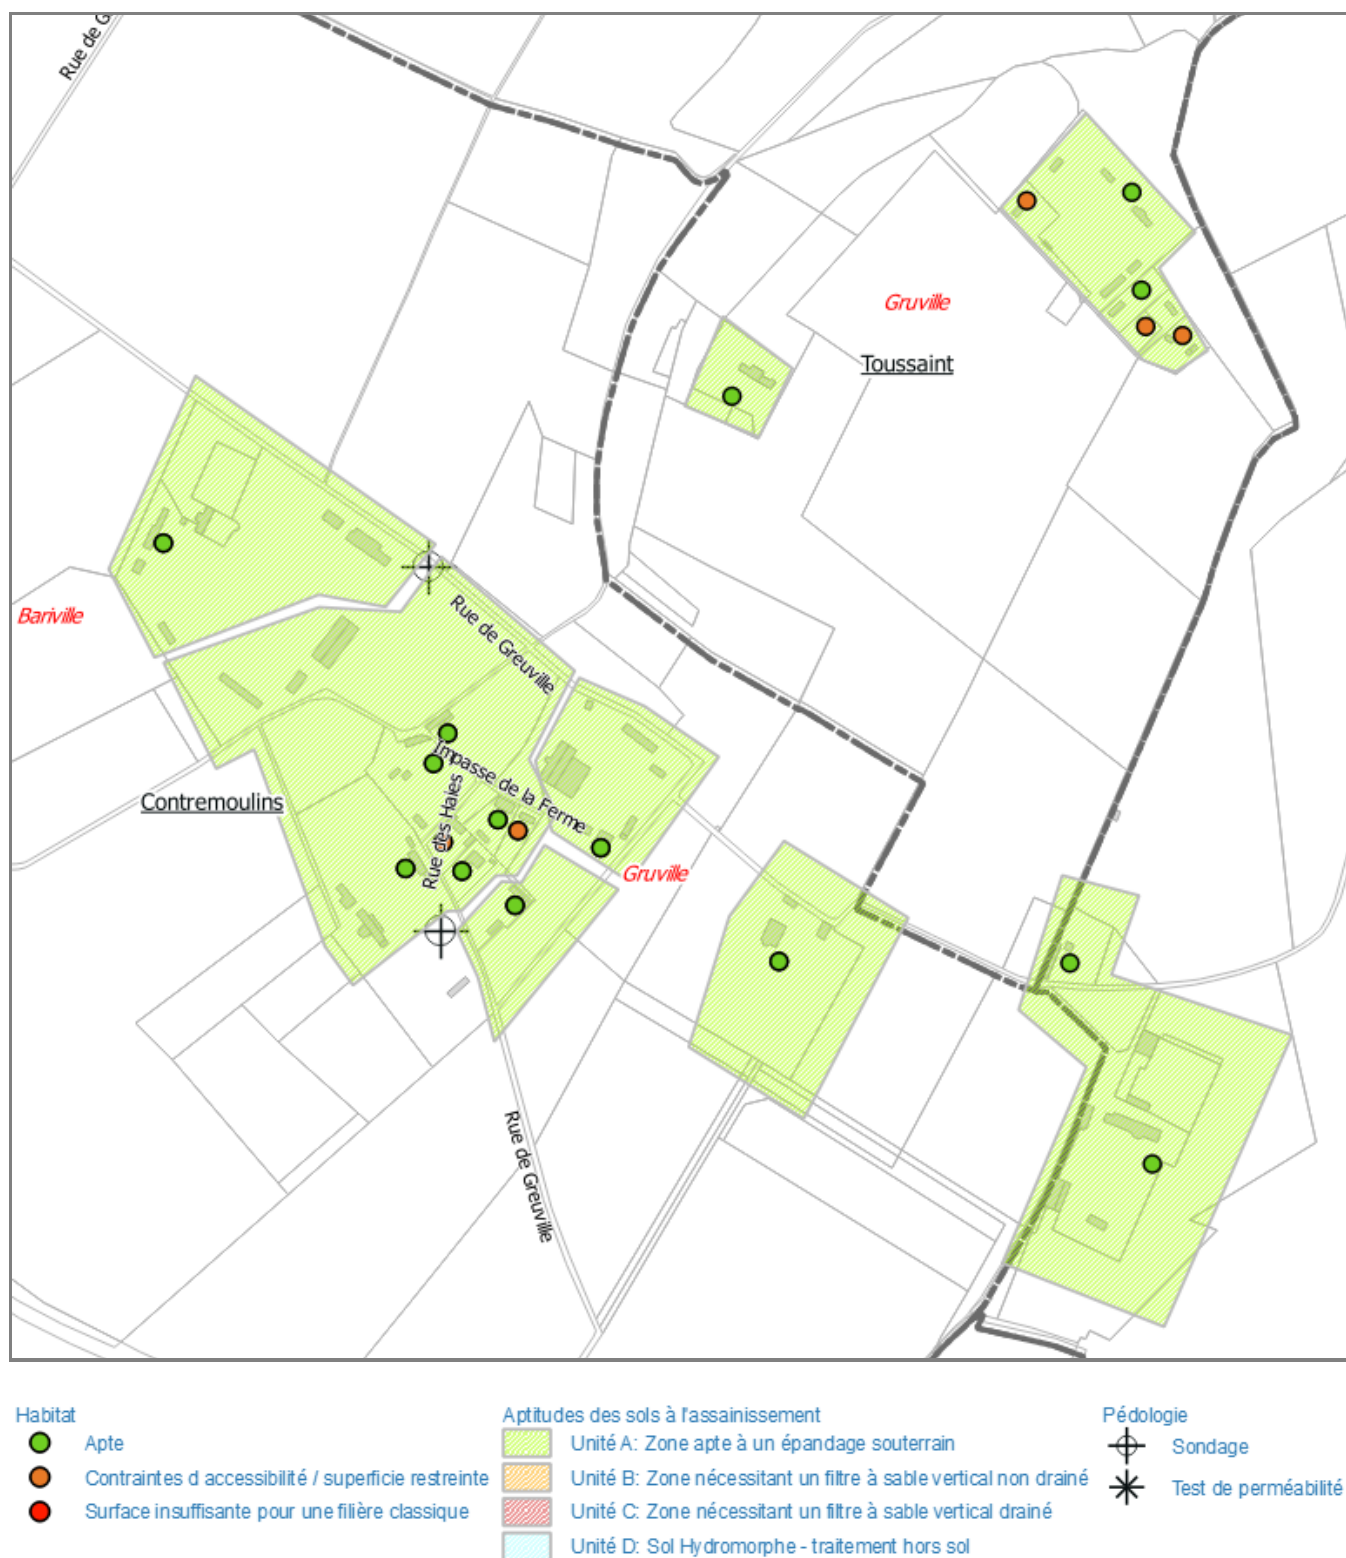 Rue de G
Gruville
Toussaint
Rue de Greuville
Bariville
Impasse de la Ferme
Rue des Haies
Contremoulins
Gruville
Rue de Greuville
Habitat
Apte
Contraintes d accessibilité / superficie restreinte
Surface insuffisante pour une filière classique
Aptitudes des sols à l'assainissement
Unité A: Zone apte à un épandage souterrain
Unité B: Zone nécessitant un filtre à sable vertical non drainé
Unité C: Zone nécessitant un filtre à sable vertical drainé
Unité D: Sol Hydromorphe - traitement hors sol
Pédologie
Sondage
Test de perméabilité